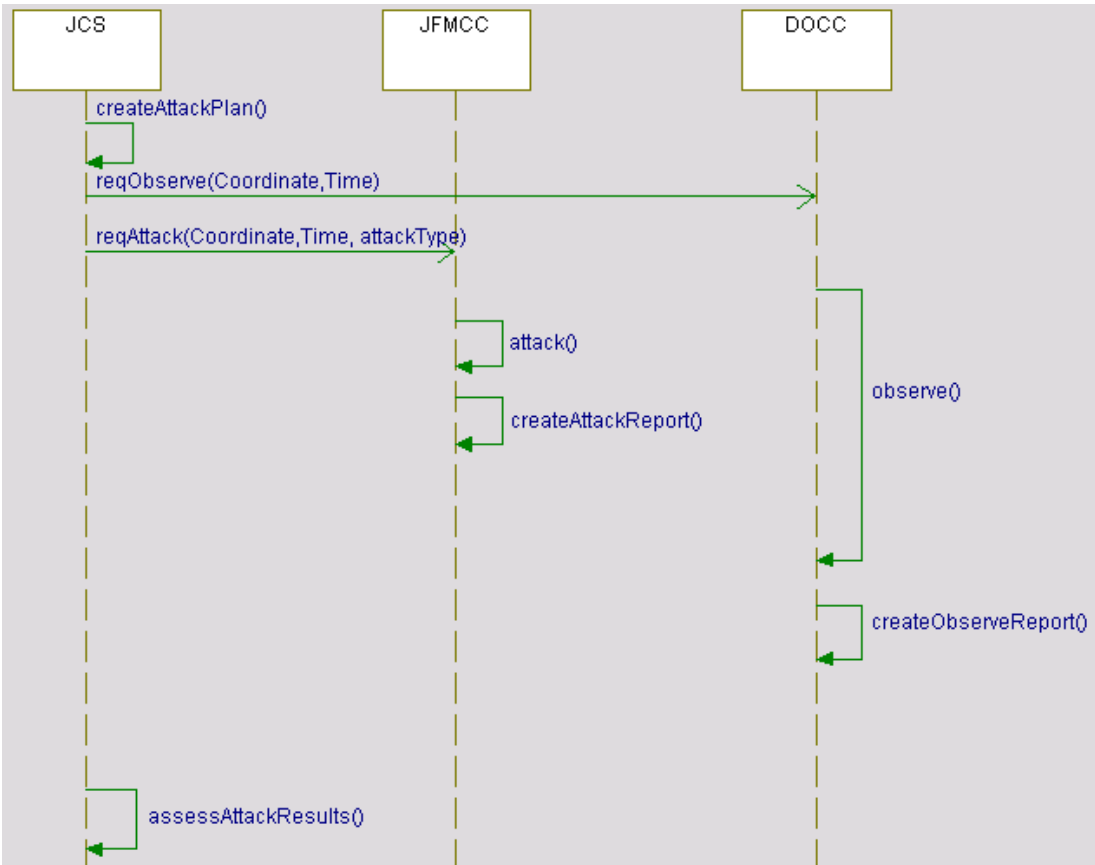 JCS
JFMCC
DOCC
createAttackPlan()
reqObserve(Coordinate,Time)
reqAttack(Coordinate,Time, attackType)
attack()
observe()
createAttackReport()
createObserveReport()
assessAttackResults()